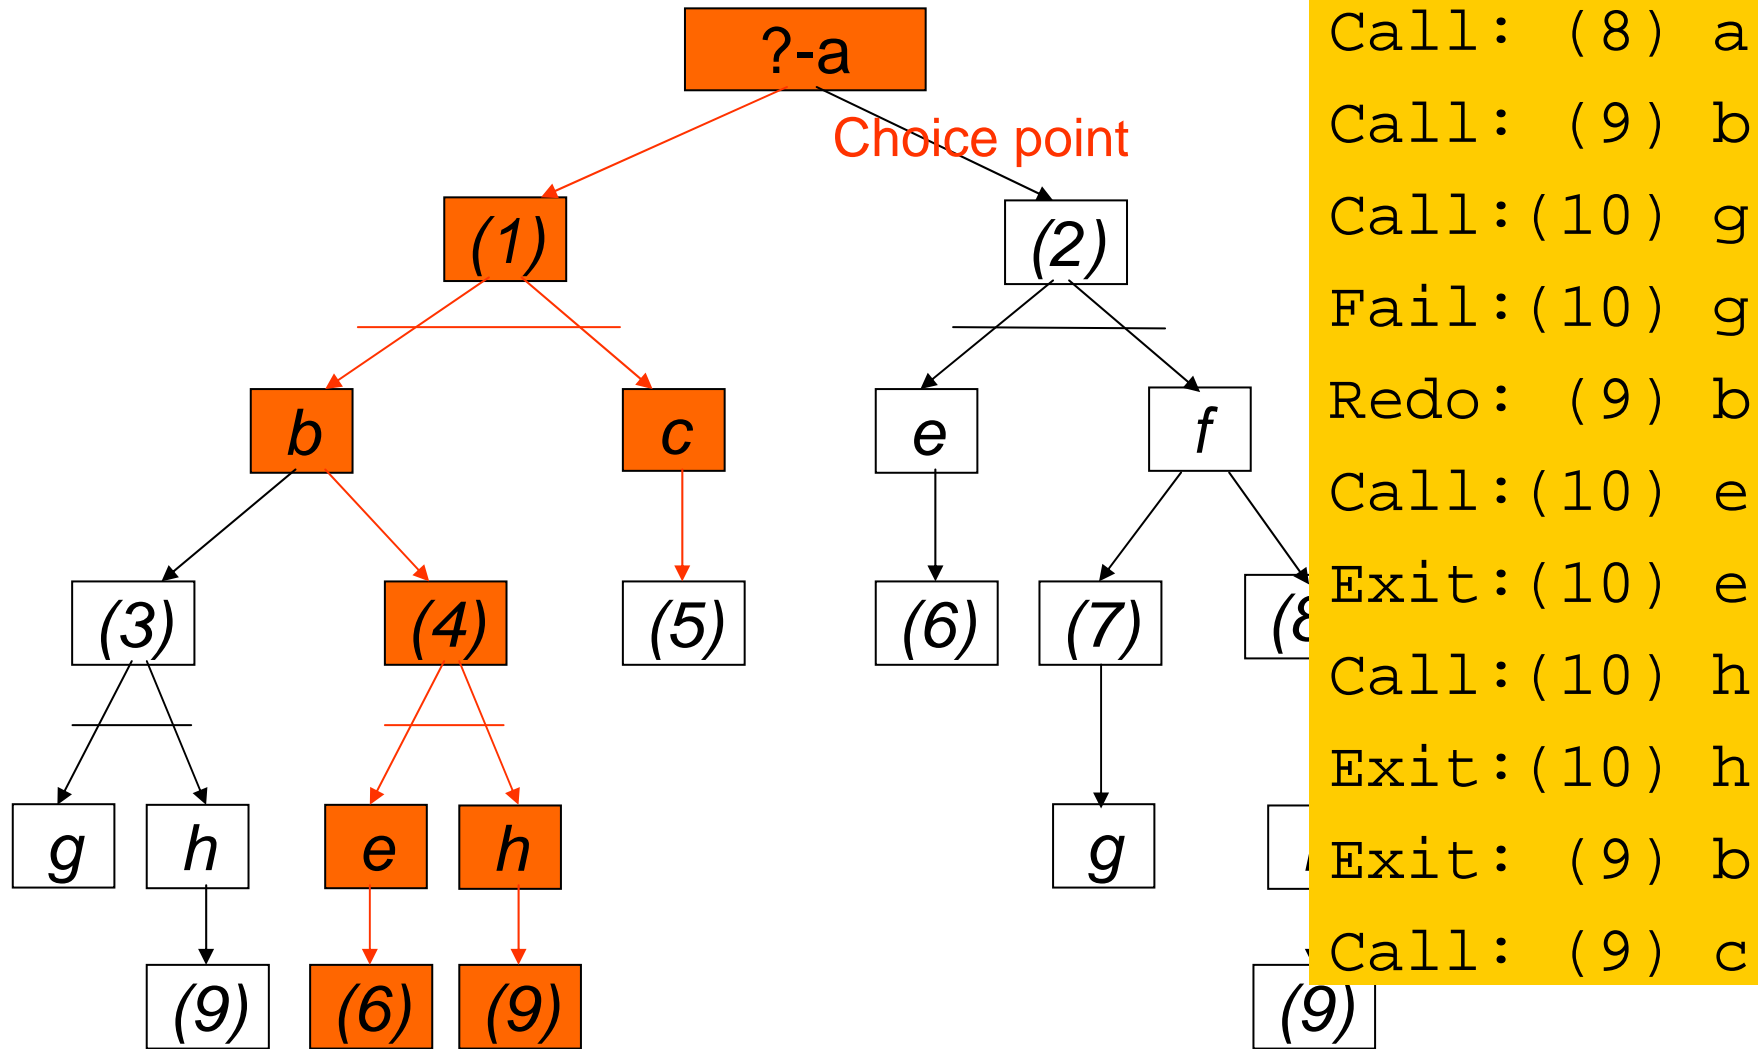 ?-a
Choice point
(1)
(2)
b
c
e
f
(3)
(4)
(5)
(6)
(7)
g
h
e
h
g
(9)
(6)
(9)
(9)
Call: (8) a
Call: (9) b
Call:(10) g
Fail:(10) g
Redo: (9) b
Call:(10) e
Exit:(10) e
Call:(10) h
Exit:(10) h
Exit: (9) b
Call: (9) c